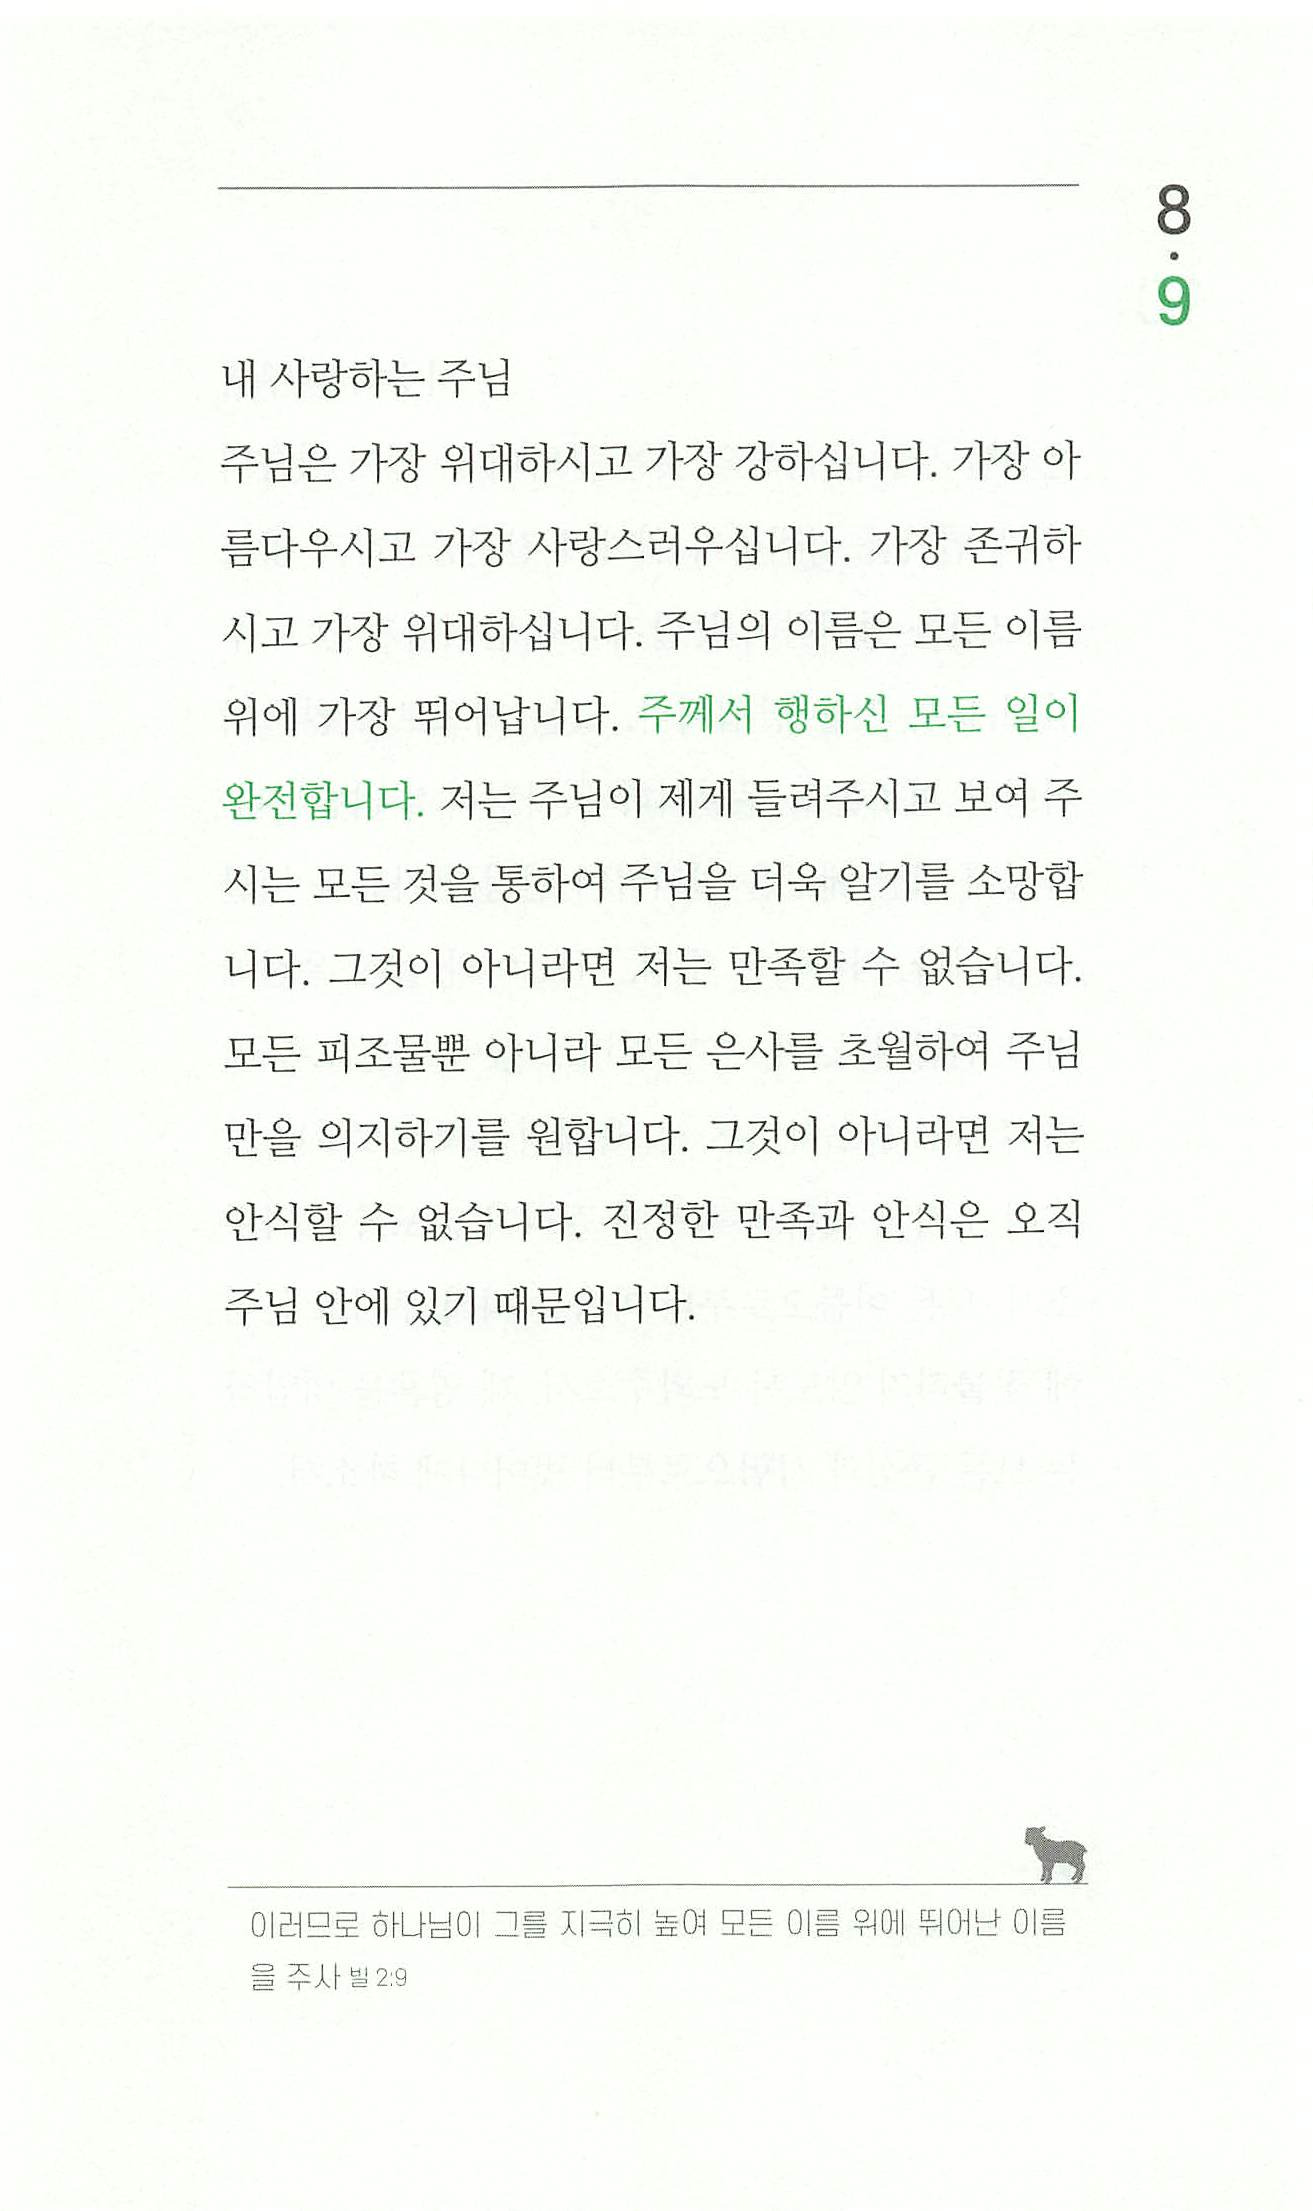 8
·
9
내 사랑하는 주님
주님은 가장 위대하시고 가장 강하십니다. 가장 아
름다우시고 가장 사랑스러우십니다. 가장 존귀하
시고 가장 위대하십니다. 주님의 이름은 모든 이름
위에 가장 뛰어납니다. 주께서 행하신 모든 일이
완전합니다. 저는 주님이 제게 들려주시고 보여 주
시는 모든 것을 통하여 주님을 더욱 알기를 소망합
니다. 그것이 아니라면 저는 만족할 수 없습니다.
모든 피조물뿐 아니라 모든 은사를 초월하여 주님
만을 의지하기를 원합니다. 그것이 아니라면 저는
안식할 수 없습니다. 진정한 만족과 안식은 오직
주님 안에 있기 때문입니다.
이러므로 하나님이 그를 지극히 높여 모든 이름 위에 뛰어난 이름
을 주사 빌 2:9